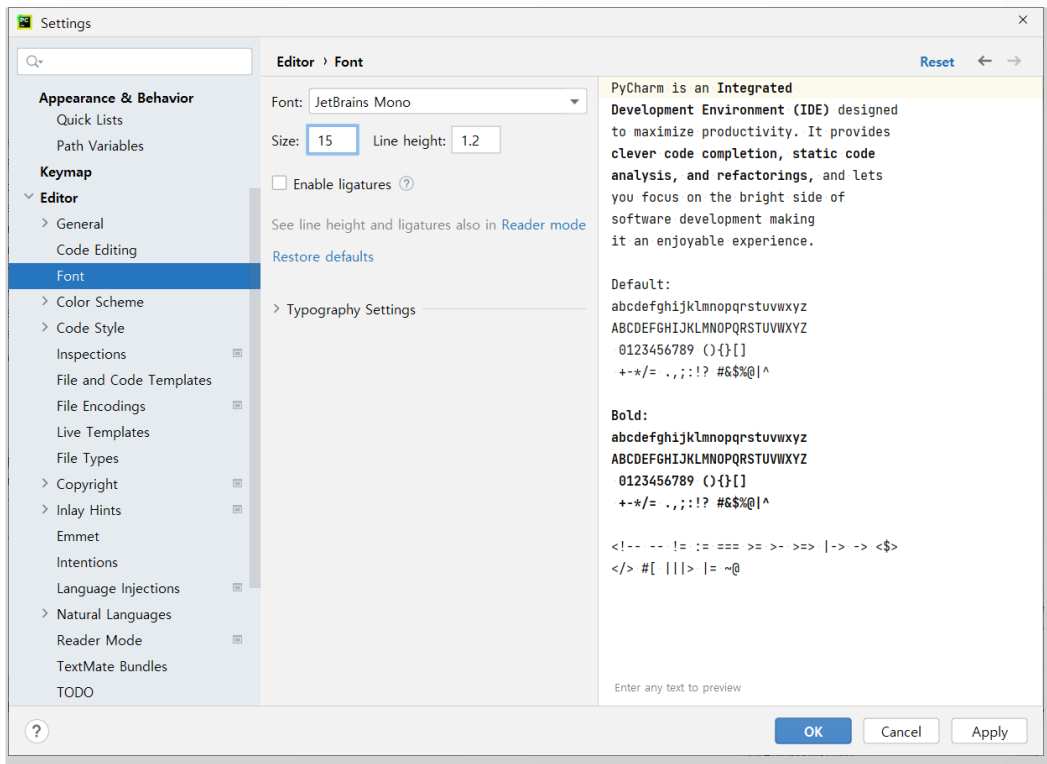 PC
Settings
Appearance & Behavior
Quick Lists
Path Variables
Keymap
Editor
General
Code Editing
Font
Color Scheme
Code Style
Inspections
File and Code Templates
File Encodings
Live Templates
File Types
Copyright
Inlay Hints
Emmet
Intentions
Language Injections
Natural Languages
Reader Mode
TextMate Bundles
TODO
Editor › Font
Reset
Font: JetBrains Mono
Size: 15 Line height: 1.2
Enable ligatures ?
See line height and ligatures also in Reader mode
Restore defaults
Typography Settings
PyCharm is an Integrated
Development Environment (IDE) designed
to maximize productivity. It provides
clever code completion, static code
analysis, and refactorings, and lets
you focus on the bright side of
software development making
it an enjoyable experience.
Default:
abcdefghijklmnopqrstuvwxyz
ABCDEFGHIJKLMNOPQRSTUVWXYZ
0123456789 (){}[]
+-*/= .,;:!? #&$%@|^
Bold:
abcdefghijklmnopqrstuvwxyz
ABCDEFGHIJKLMNOPQRSTUVWXYZ
0123456789 (){}[]
+-*/= .,;:!? #&$%@|^
<!-- -- != := === >= >- >=> |-> -> <$>
</> #[ |||> |= ~@
Enter any text to preview
?
OK
Cancel
Apply